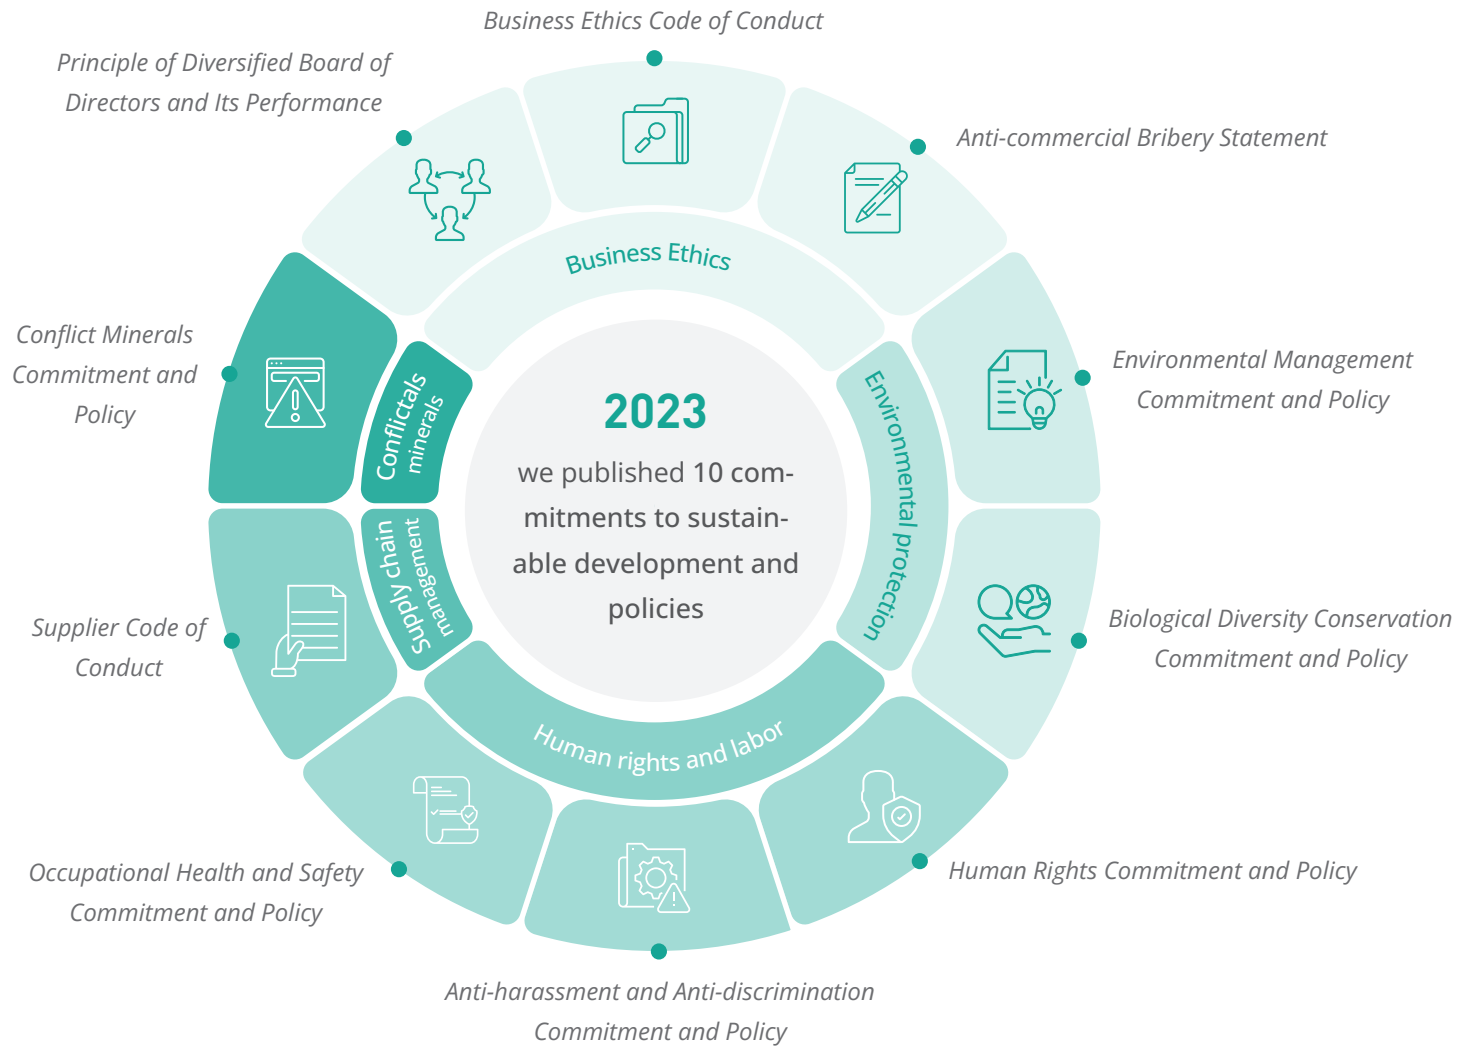 Business Ethics Code of Conduct
Principle of Diversified Board of
Directors and Its Performance
Anti-commercial Bribery Statement
Business Ethics
Conflict Minerals
Commitment and
Policy
Conflictals
minerals
Environmental Management
Commitment and Policy
Environmental protection
2023
we published 10 com-
mitments to sustain-
able development and
policies
Supply chain
management
Supplier Code of
Conduct
Biological Diversity Conservation
Commitment and Policy
Human rights and labor
Occupational Health and Safety
Commitment and Policy
Human Rights Commitment and Policy
Anti-harassment and Anti-discrimination
Commitment and Policy